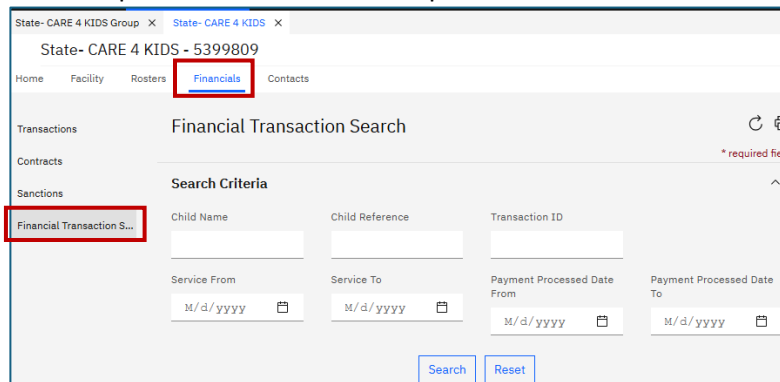 State- CARE 4 KIDS Group × State- CARE 4 KIDS ×
State- CARE 4 KIDS - 5399809
Home Facility Rosters Financials Contacts
Transactions
Contracts
Sanctions
Financial Transaction S...
Financial Transaction Search
* required fie
Search Criteria
Child Name Child Reference Transaction ID
Service From Service To Payment Processed Date From Payment Processed Date To
M/d/yyyy M/d/yyyy M/d/yyyy M/d/yyyy
Search Reset